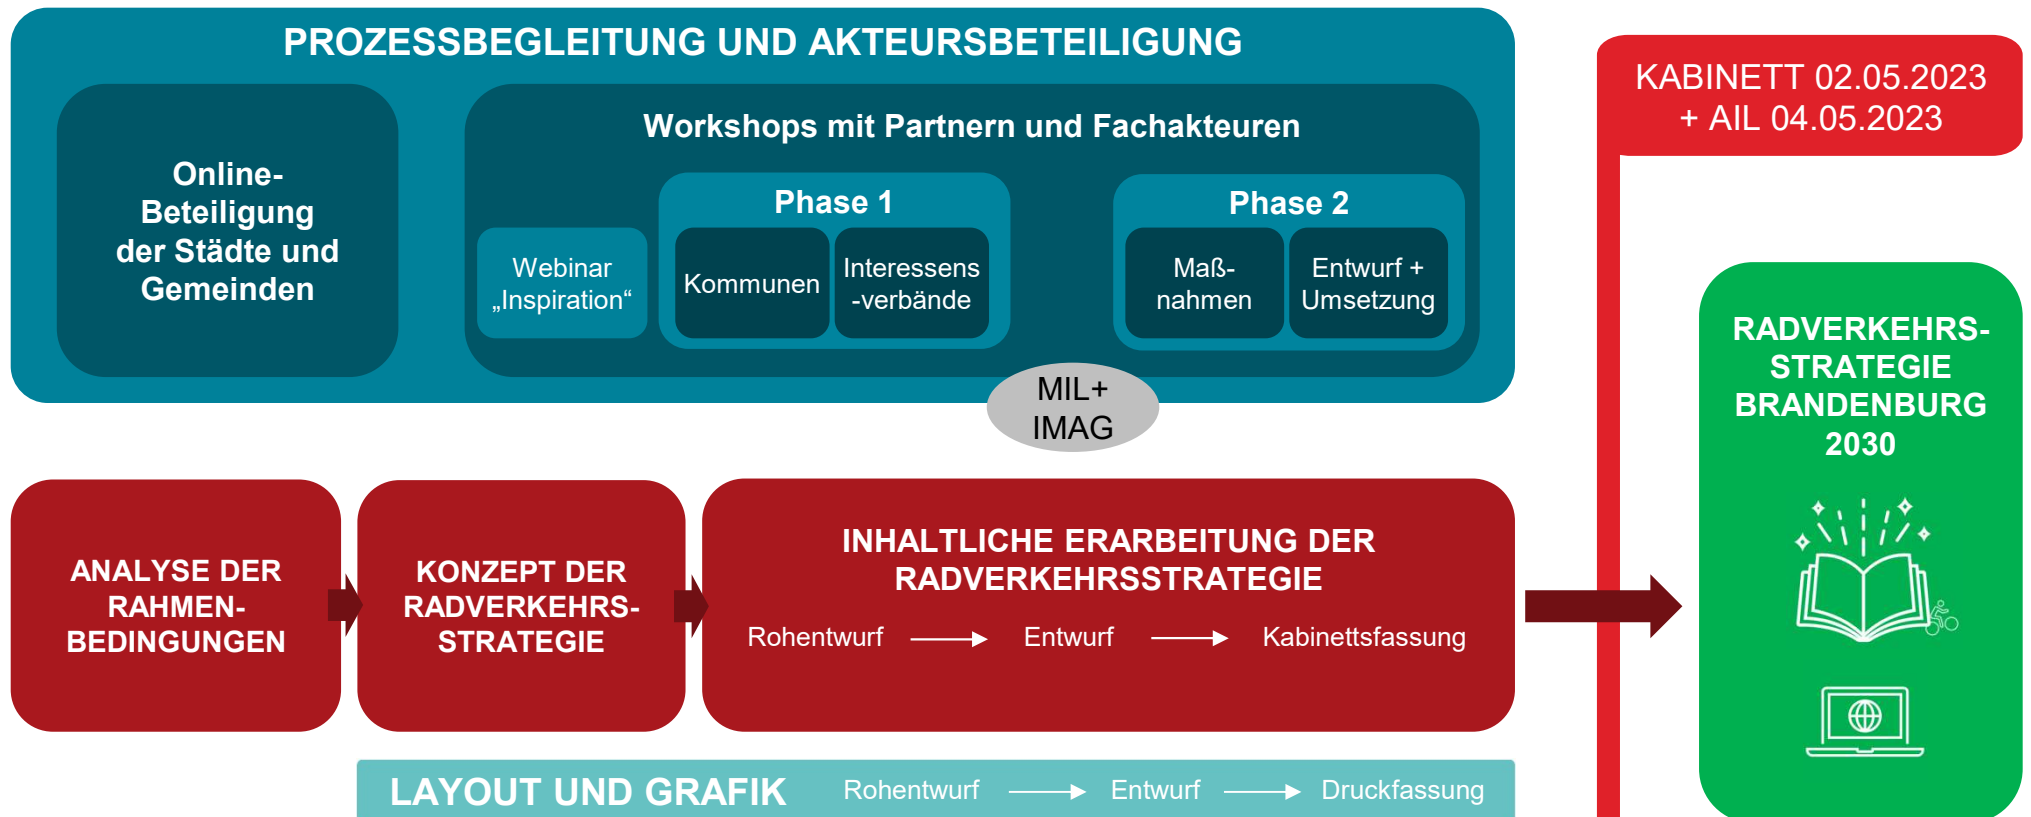 PROZESSBEGLEITUNG UND AKTEURSBETEILIGUNG
Online-
Beteiligung
der Städte und
Gemeinden
Workshops mit Partnern und Fachakteuren
Webinar
„Inspiration“
Phase 1
Kommunen
Interessens
-verbände
Phase 2
Maß-
nahmen
Entwurf +
Umsetzung
MIL+
IMAG
KABINETT 02.05.2023
+ AIL 04.05.2023
ANALYSE DER
RAHMEN-
BEDINGUNGEN
KONZEPT DER
RADVERKEHRS-
STRATEGIE
INHALTLICHE ERARBEITUNG DER
RADVERKEHRSSTRATEGIE
Rohentwurf
Entwurf
Kabinettsfassung
RADVERKEHRS-
STRATEGIE
BRANDENBURG
2030
LAYOUT UND GRAFIK
Rohentwurf
Entwurf
Druckfassung